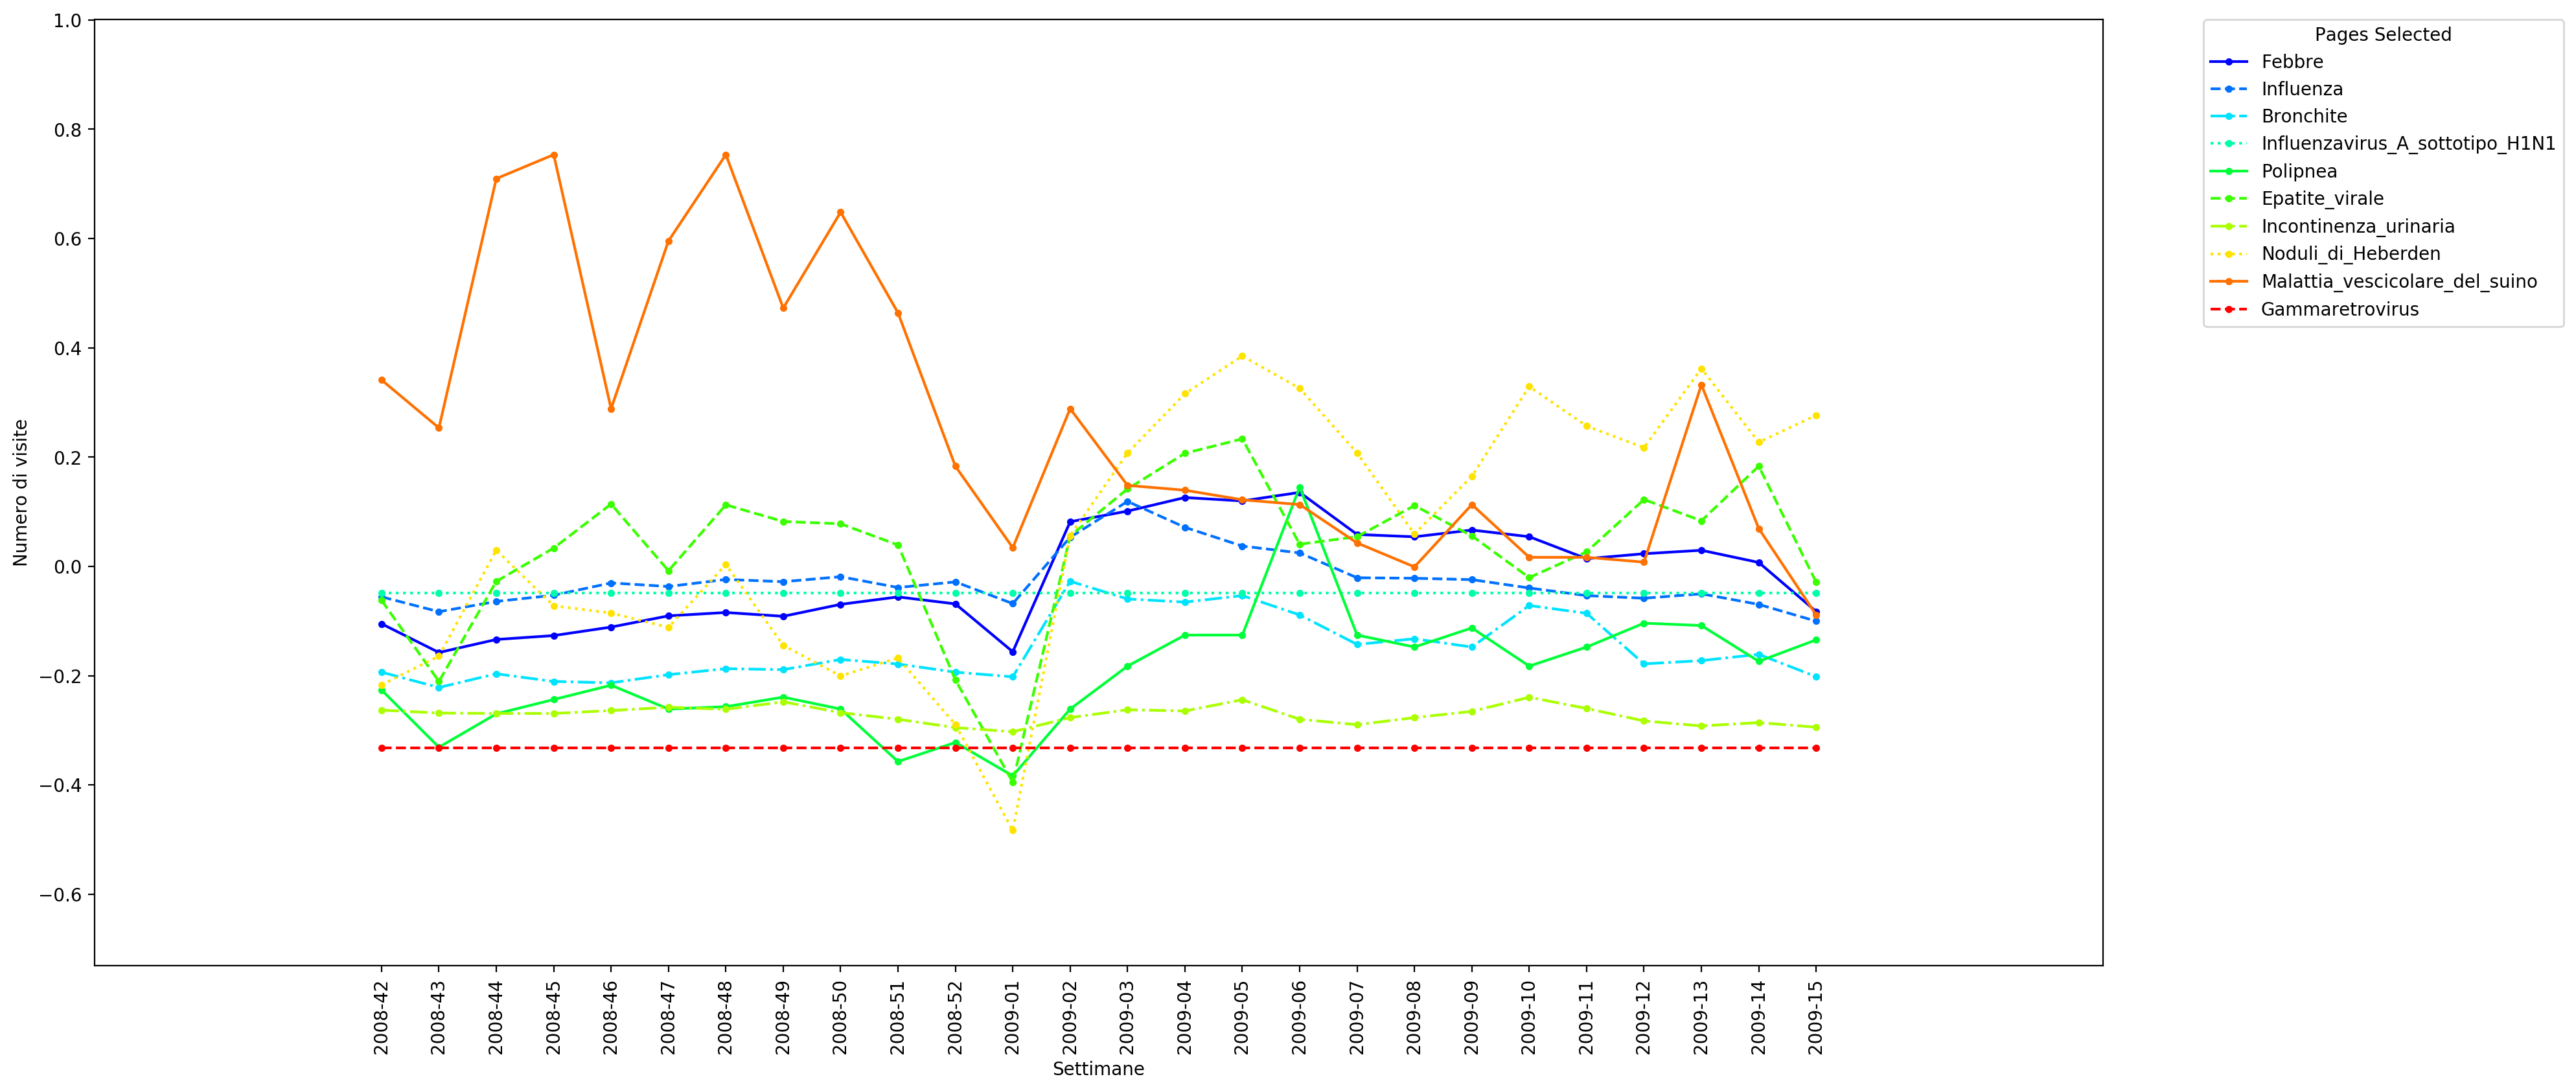 1.0
0.8
0.6
0.4
0.2
0.0
−0.2
−0.4
−0.6
Numero di visite
2008-42
2008-43
2008-44
2008-45
2008-46
2008-47
2008-48
2008-49
2008-50
2008-51
2008-52
2009-01
2009-02
2009-03
2009-04
2009-05
2009-06
2009-07
2009-08
2009-09
2009-10
2009-11
2009-12
2009-13
2009-14
2009-15
Settimane
Pages Selected
Febbre
Influenza
Bronchite
Influenzavirus_A_sottotipo_H1N1
Polipnea
Epatite_virale
Incontinenza_urinaria
Noduli_di_Heberden
Malattia_vescicolare_del_suino
Gammaretrovirus